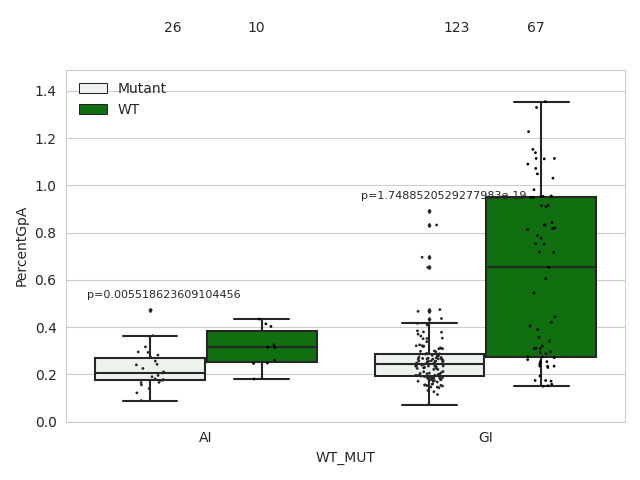 26 10 123 67
1.4
Mutant
WT
1.2
1.0
p=1.7488520529277983e-19
0.8
PercentGpA
0.6
p=0.005518623609104456
0.4
0.2
0.0
AI GI
WT_MUT